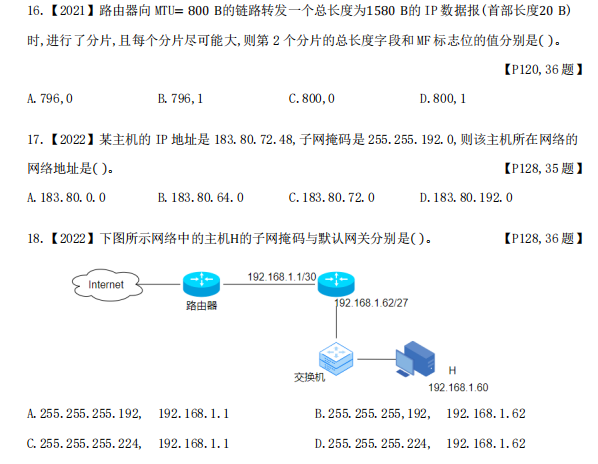 16.【2021】路由器向 MTU= 800 B的链路转发一个总长度为1580 B的 IP 数据报(首部长度20 B)
时,进行了分片,且每个分片尽可能大,则第 2 个分片的总长度字段和 MF 标志位的值分别是( )。
【P120,36 题】
A.796,0 B.796,1 C.800,0 D.800,1
17.【2022】某主机的 IP 地址是 183.80.72.48,子网掩码是 255.255.192.0,则该主机所在网络的
网络地址是( )。 【P128,35 题】
A.183.80.0.0 B.183.80.64.0 C.183.80.72.0 D.183.80.192.0
18.【2022】下图所示网络中的主机H的子网掩码与默认网关分别是( )。 【P128,36 题】
Internet
192.168.1.1/30
路由器
192.168.1.62/27
交换机
H
192.168.1.60
A.255.255.255.192, 192.168.1.1 B.255.255.255,192, 192.168.1.62
C.255.255.255.224, 192.168.1.1 D.255.255.255.224, 192.168.1.62